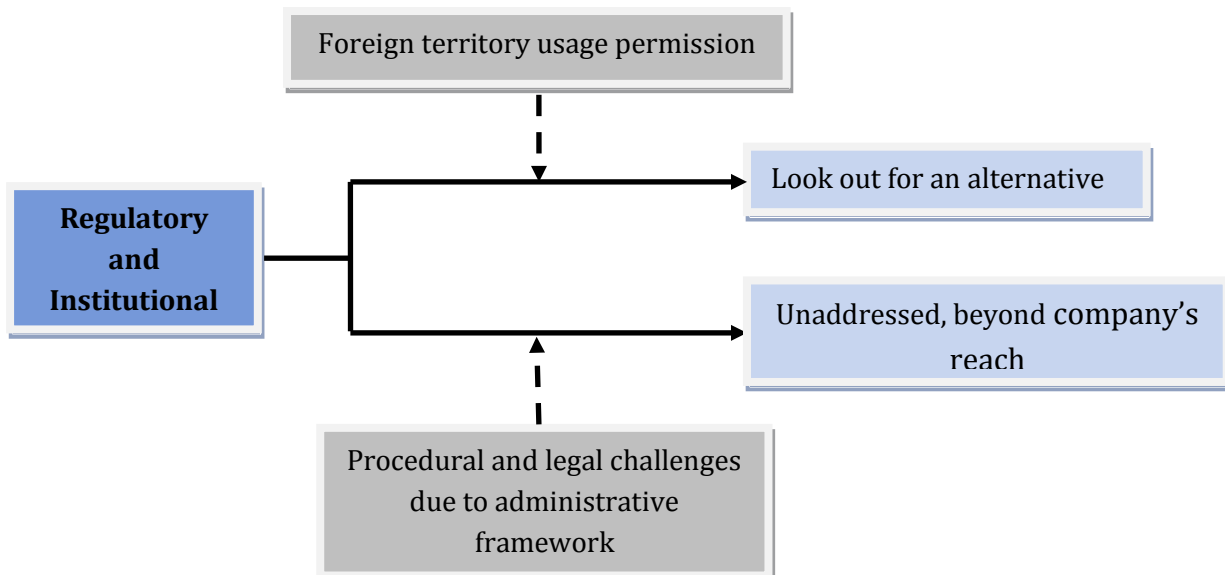 Foreign territory usage permission
Look out for an alternative
Regulatory
and
Institutional
Unaddressed, beyond company’s
reach
Procedural and legal challenges
due to administrative
framework